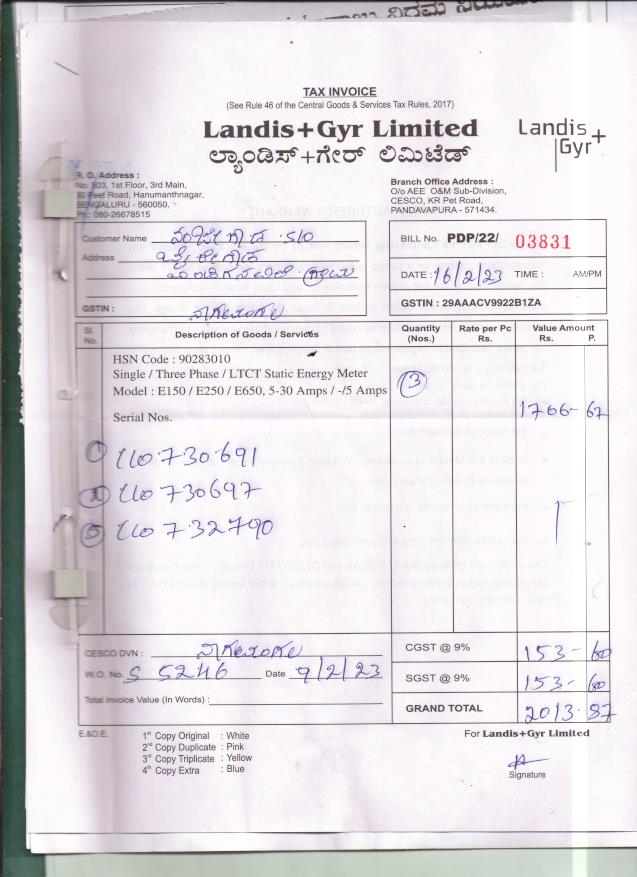 TAX INVOICE
(See Rule 46 of the Central Goods & Services Tax Rules, 2017)
Landis+Gyr Limited
ಲ್ಯಾಂಡಿಸ್+ಗೇರ್ ಲಿಮಿಟೆಡ್
Landis+
Gyr
R. O. Address :
No. 503, 1st Floor, 3rd Main,
Feet Road, Hanumanthnagar,
BENGALURU - 560050,
Ph : 080-26678515
Branch Office Address :
O/o AEE O&M Sub-Division,
CESCO, KR Pet Road,
PANDAVAPURA - 571434.
Customer Name S/O
Address
GSTIN :
BILL No. PDP/22/ 03831
DATE : 16/2/23 TIME : AM/PM
GSTIN : 29AAACV9922B1ZA
Sl. No. Description of Goods / Services Quantity (Nos.) Rate per Pc Rs. Value Amount Rs. P.
HSN Code : 90283010
Single / Three Phase / LTCT Static Energy Meter
Model : E150 / E250 / E650, 5-30 Amps / -/5 Amps 3
1766- 67
Serial Nos.
1 730691
2 730697
3 732790
CESCO DVN :
W.O. No. S 5246 Date 9/2/23
Total Invoice Value (In Words) :
CGST @ 9% 153- 60
SGST @ 9% 153- 60
GRAND TOTAL 2013.87
E.&O.E.
1st Copy Original : White
2nd Copy Duplicate : Pink
3rd Copy Triplicate : Yellow
4th Copy Extra : Blue
For Landis+Gyr Limited
Signature